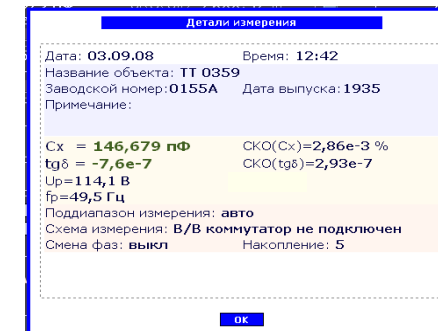 Детали измерения
Дата: 03.09.08 Время: 12:42
Название объекта: ТТ 0359
Заводской номер:0155А Дата выпуска:1935
Примечание:
Cx = 146,679 пФ СКО(Cx)=2,86e-3 %
tgδ = -7,6e-7 СКО(tgδ)=2,93e-7
Up=114,1 В
fp=49,5 Гц
Поддиапазон измерения: авто
Схема измерения: В/В коммутатор не подключен
Смена фаз: выкл Накопление: 5
ОК